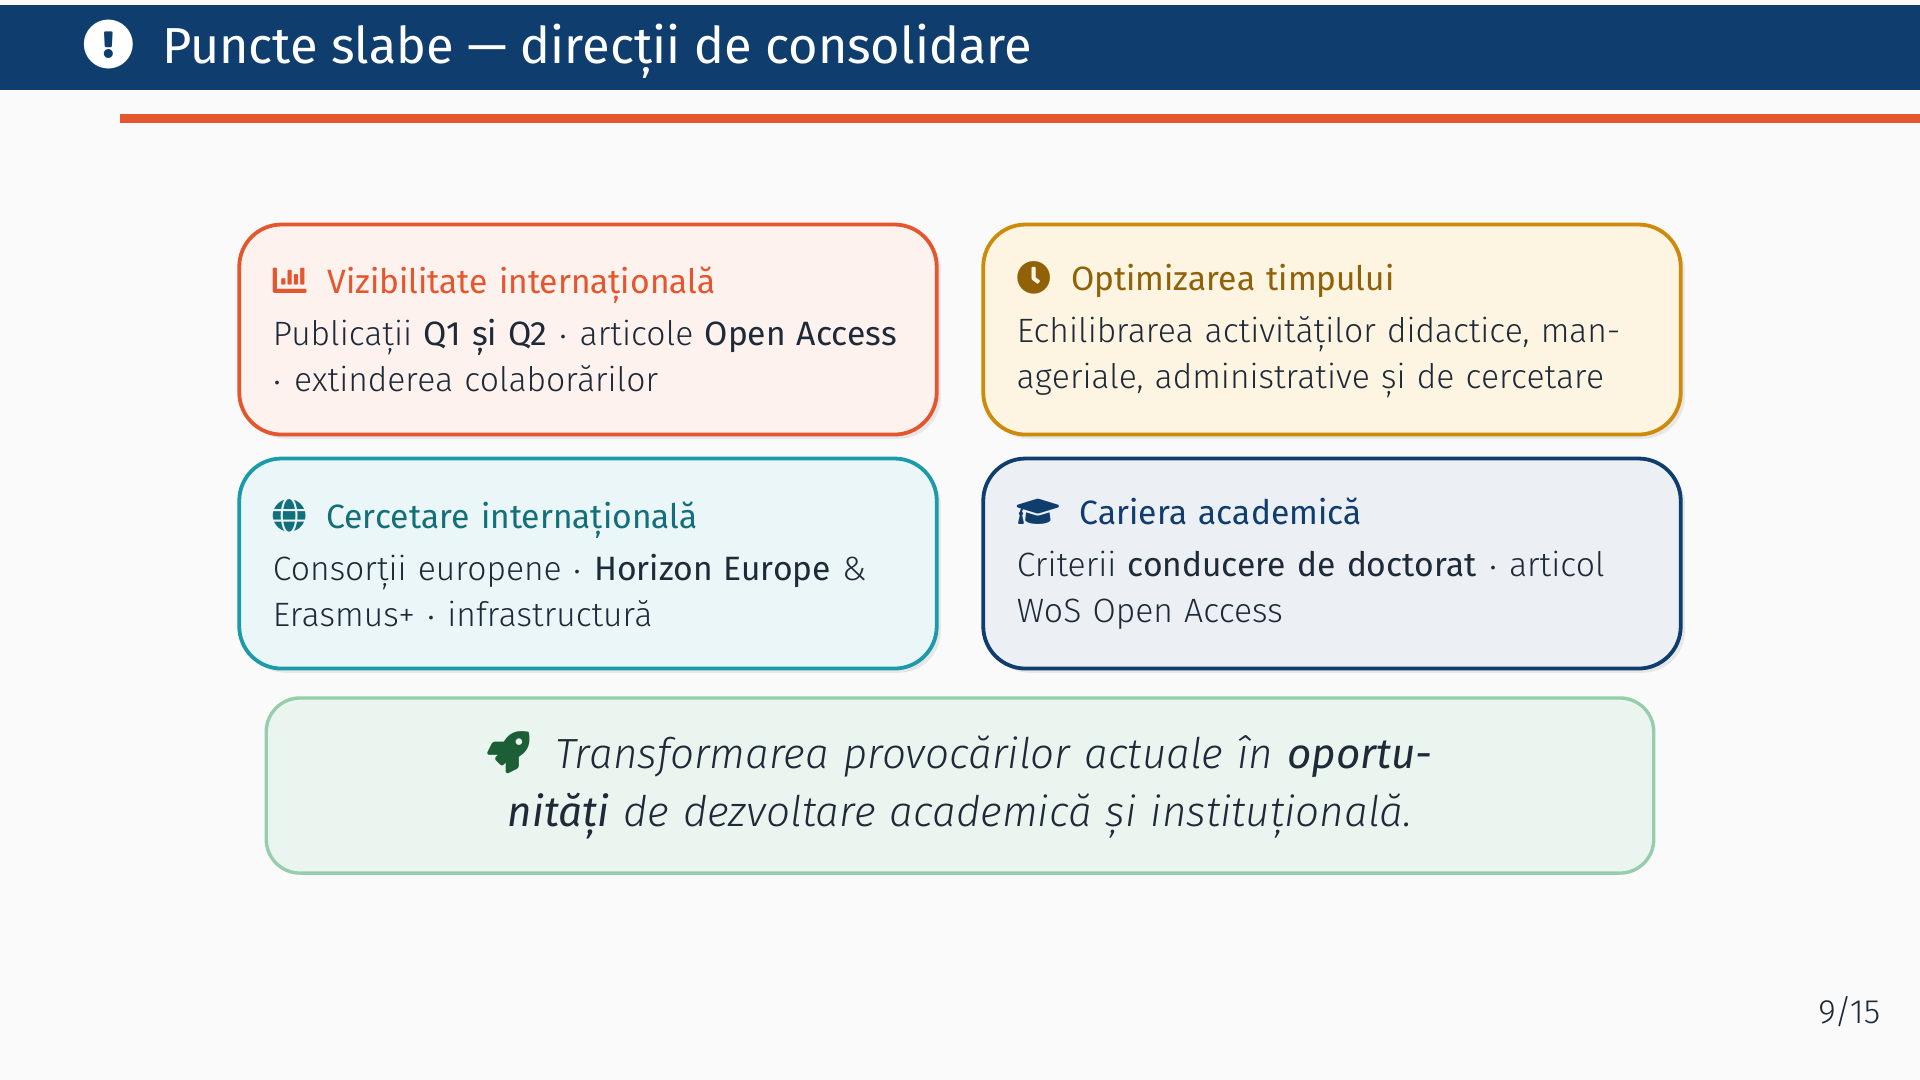 Puncte slabe — direcții de consolidare
Vizibilitate internațională
Publicații Q1 și Q2 · articole Open Access
· extinderea colaborărilor
Optimizarea timpului
Echilibrarea activităților didactice, man-
ageriale, administrative și de cercetare
Cercetare internațională
Consorții europene · Horizon Europe &
Erasmus+ · infrastructură
Cariera academică
Criterii conducere de doctorat · articol
WoS Open Access
Transformarea provocărilor actuale în oportu-
nități de dezvoltare academică și instituțională.
9/15